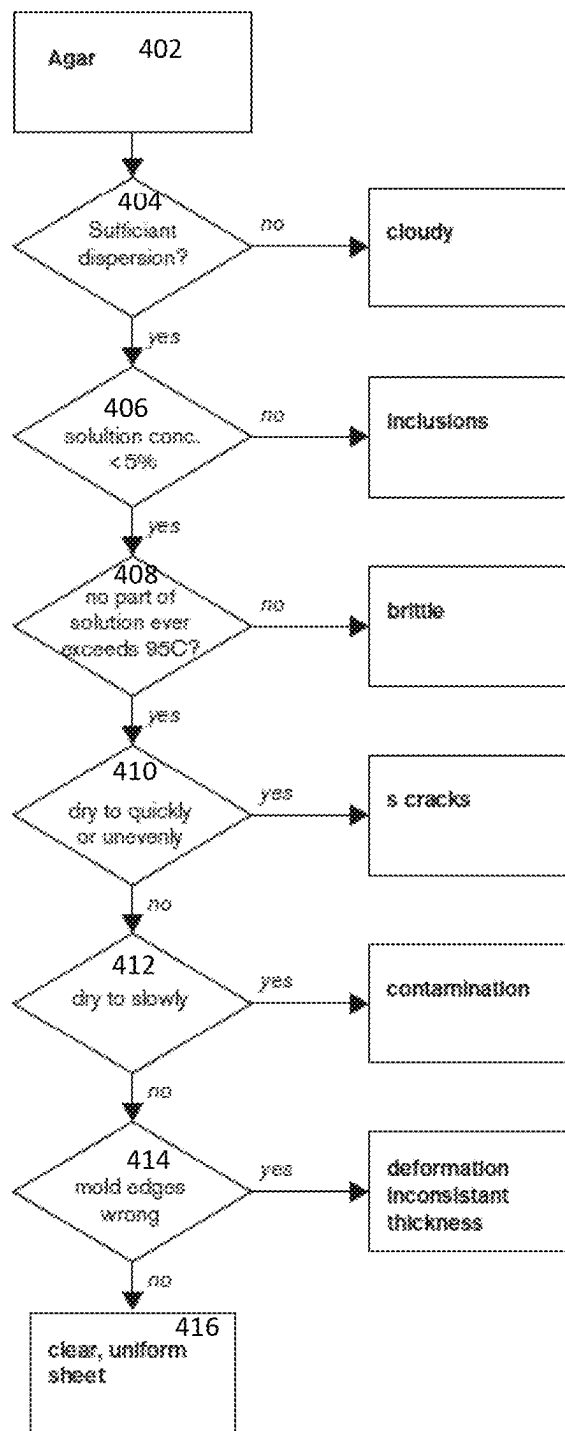 Agar 402
404
Sufficiant
dispersion?
no
cloudy
yes
406
solultion conc.
<5%
no
inclusions
yes
408
no part of
solution ever
exceeds 95C?
no
brittle
yes
410
dry to quickly
or unevenly
yes
s cracks
no
412
dry to slowly
yes
contamination
no
414
mold edges
wrong
yes
deformation
inconsistant
thickness
no
416
clear, uniform
sheet